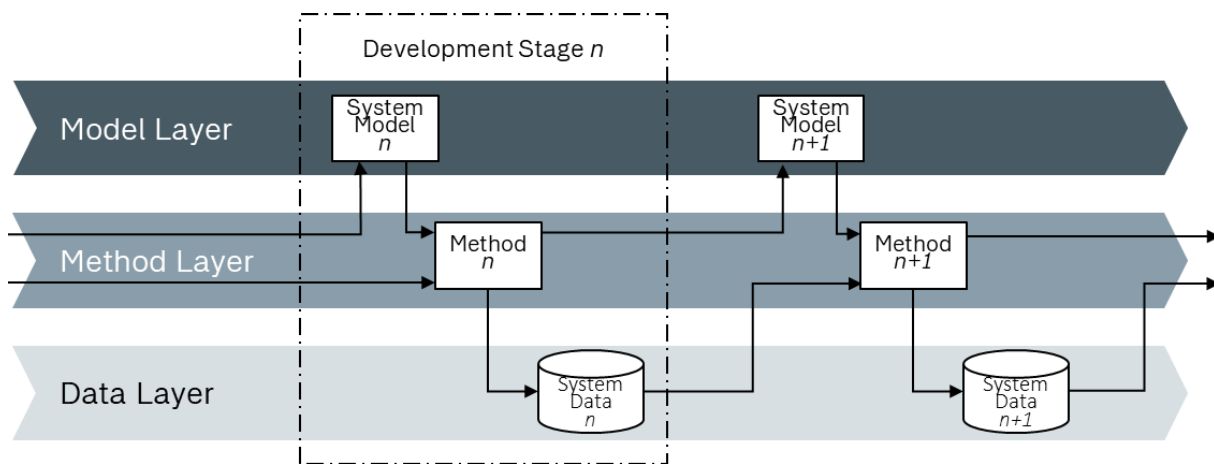 Development Stage n
Model Layer
System
Model
n
System
Model
n+1
Method Layer
Method
n
Method
n+1
Data Layer
System
Data
n
System
Data
n+1